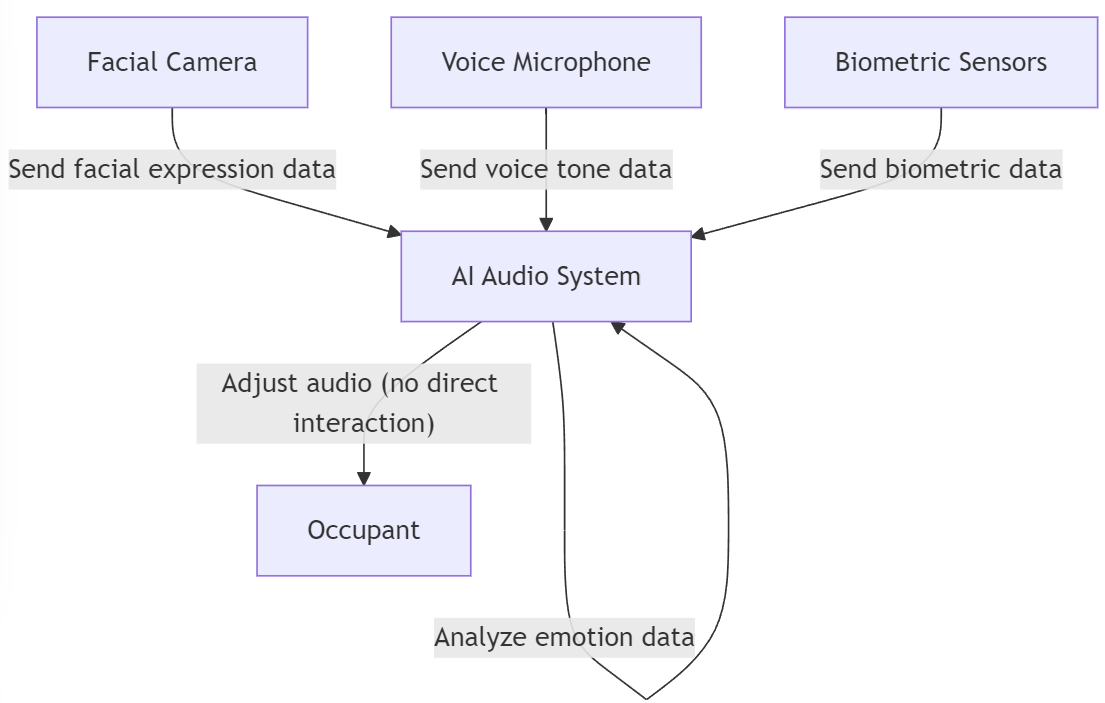 Facial Camera
Voice Microphone
Biometric Sensors
Send facial expression data
Send voice tone data
Send biometric data
AI Audio System
Adjust audio (no direct
interaction)
Occupant
Analyze emotion data